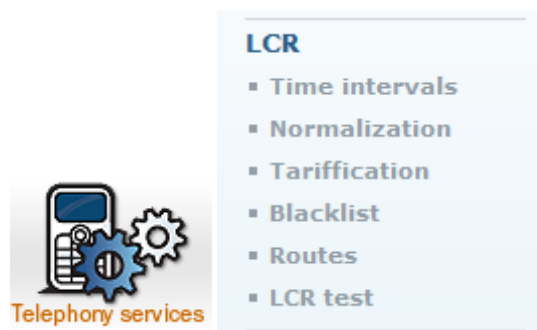 LCR
Time intervals
Normalization
Tariffication
Blacklist
Routes
LCR test
Telephony services